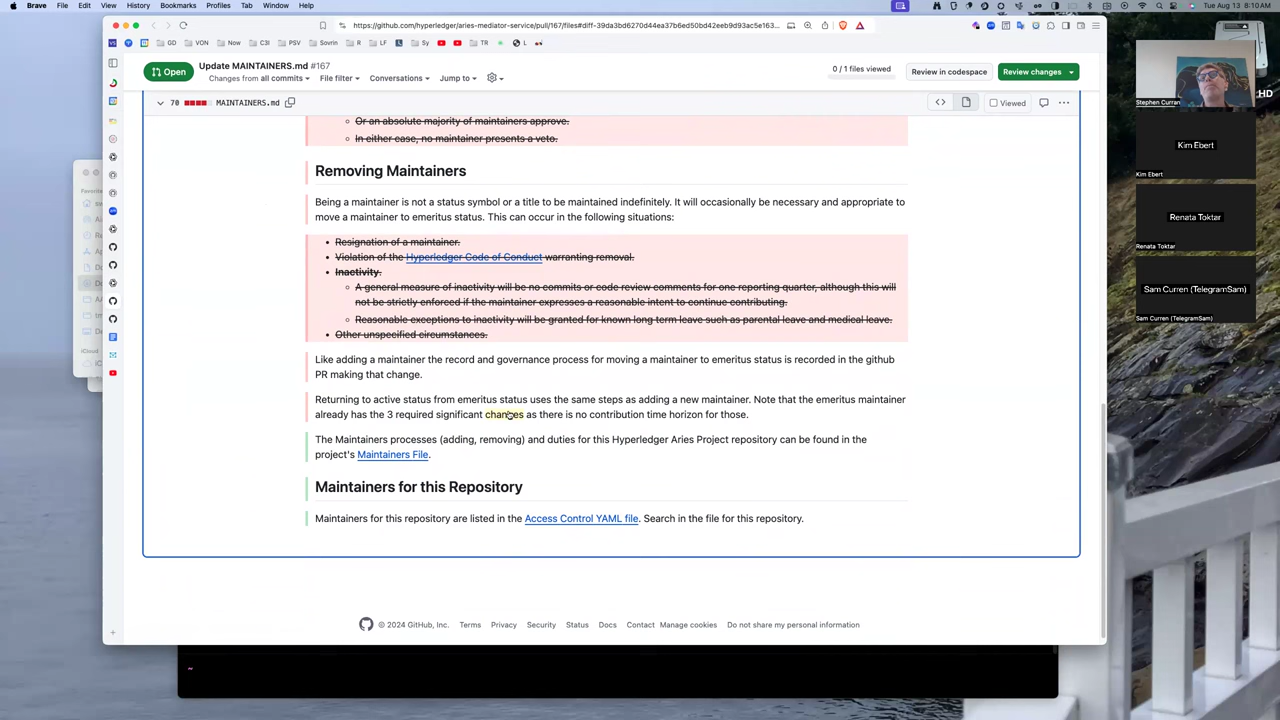 Brave File Edit View History Bookmarks Profiles Tab Window Help
Tue Aug 13 8:10 AM
https://github.com/hyperledger/aries-mediator-service/pull/167/files#diff-39da3bd6270d44ea37b6ed50bd42eeb9d93ac5e163...
GD VON Now C3I PSV Sovrin R LF 5y TR L
Open
Update MAINTAINERS.md #167
Changes from all commits File filter Conversations Jump to
0 / 1 files viewed
Review in codespace
Review changes
70 MAINTAINERS.md
Viewed
Or an absolute majority of maintainers approve.
In either case, no maintainer presents a veto.
Removing Maintainers
Being a maintainer is not a status symbol or a title to be maintained indefinitely. It will occasionally be necessary and appropriate to
move a maintainer to emeritus status. This can occur in the following situations:
Resignation of a maintainer.
Violation of the Hyperledger Code of Conduct warranting removal.
Inactivity.
A general measure of inactivity will be no commits or code review comments for one reporting quarter, although this will
not be strictly enforced if the maintainer expresses a reasonable intent to continue contributing.
Reasonable exceptions to inactivity will be granted for known long term leave such as parental leave and medical leave.
Other unspecified circumstances.
Like adding a maintainer the record and governance process for moving a maintainer to emeritus status is recorded in the github
PR making that change.
Returning to active status from emeritus status uses the same steps as adding a new maintainer. Note that the emeritus maintainer
already has the 3 required significant changes as there is no contribution time horizon for those.
The Maintainers processes (adding, removing) and duties for this Hyperledger Aries Project repository can be found in the
project's Maintainers File.
Maintainers for this Repository
Maintainers for this repository are listed in the Access Control YAML file. Search in the file for this repository.
© 2024 GitHub, Inc. Terms Privacy Security Status Docs Contact Manage cookies Do not share my personal information
~
HD
Stephen Curran
Kim Ebert
Kim Ebert
Renata Toktar
Renata Toktar
Sam Curren (TelegramSam)
Sam Curren (TelegramSam)